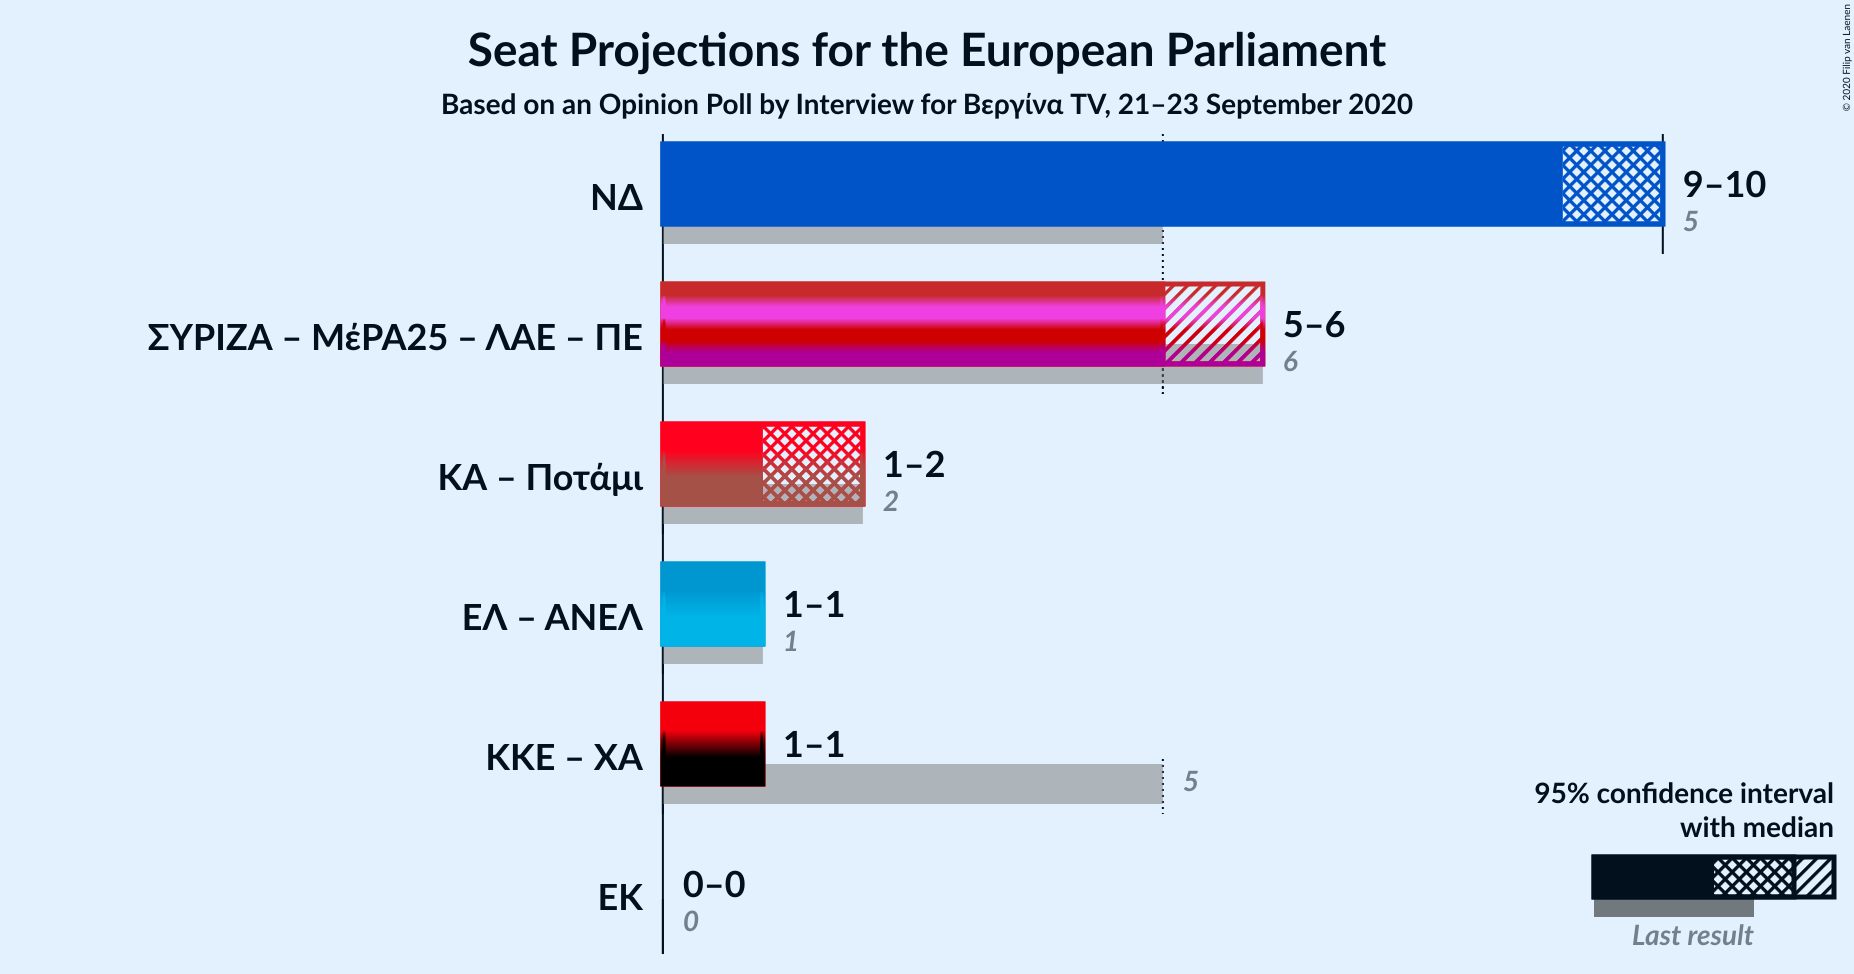 Seat Projections for the European Parliament
Based on an Opinion Poll by Interview for Βεργίνα TV, 21–23 September 2020
© 2020 Filip van Laenen
ΝΔ
9–10
5
ΣΥΡΙΖΑ – ΜέΡΑ25 – ΛΑΕ – ΠΕ
5–6
6
ΚΑ – Ποτάμι
1–2
2
ΕΛ – ΑΝΕΛ
1–1
1
ΚΚΕ – ΧΑ
1–1
5
ΕΚ
0–0
0
95% confidence interval
with median
Last result